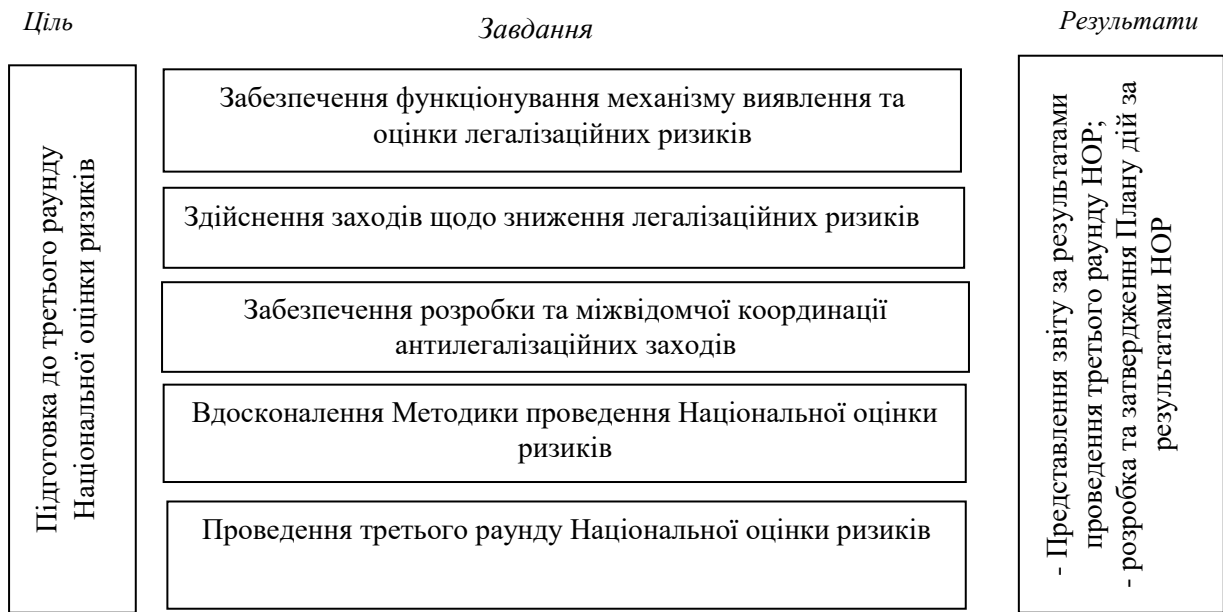 Ціль
Завдання
Результати
Підготовка до третього раунду
Національної оцінки ризиків
Забезпечення функціонування механізму виявлення та
оцінки легалізаційних ризиків
Здійснення заходів щодо зниження легалізаційних ризиків
Забезпечення розробки та міжвідомчої координації
антилегалізаційних заходів
Вдосконалення Методики проведення Національної оцінки
ризиків
Проведення третього раунду Національної оцінки ризиків
- Представлення звіту за результатами
проведення третього раунду НОР;
- розробка та затвердження Плану дій за
результатами НОР